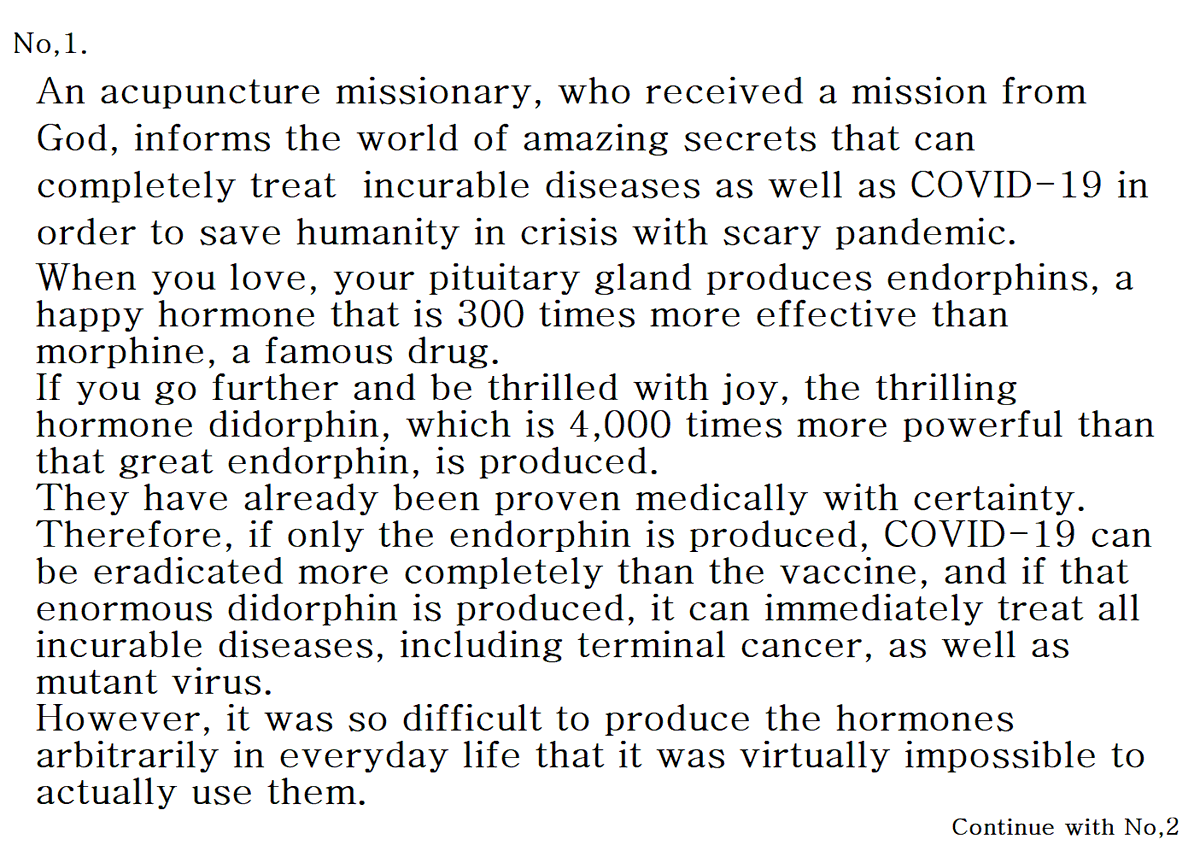 No,1.
An acupuncture missionary, who received a mission from
God, informs the world of amazing secrets that can
completely treat  incurable diseases as well as COVID-19 in
order to save humanity in crisis with scary pandemic.
When you love, your pituitary gland produces endorphins, a
happy hormone that is 300 times more effective than
morphine, a famous drug.
If you go further and be thrilled with joy, the thrilling
hormone didorphin, which is 4,000 times more powerful than
that great endorphin, is produced.
They have already been proven medically with certainty.
Therefore, if only the endorphin is produced, COVID-19 can
be eradicated more completely than the vaccine, and if that
enormous didorphin is produced, it can immediately treat all
incurable diseases, including terminal cancer, as well as
mutant virus.
However, it was so difficult to produce the hormones
arbitrarily in everyday life that it was virtually impossible to
actually use them.
Continue with No,2